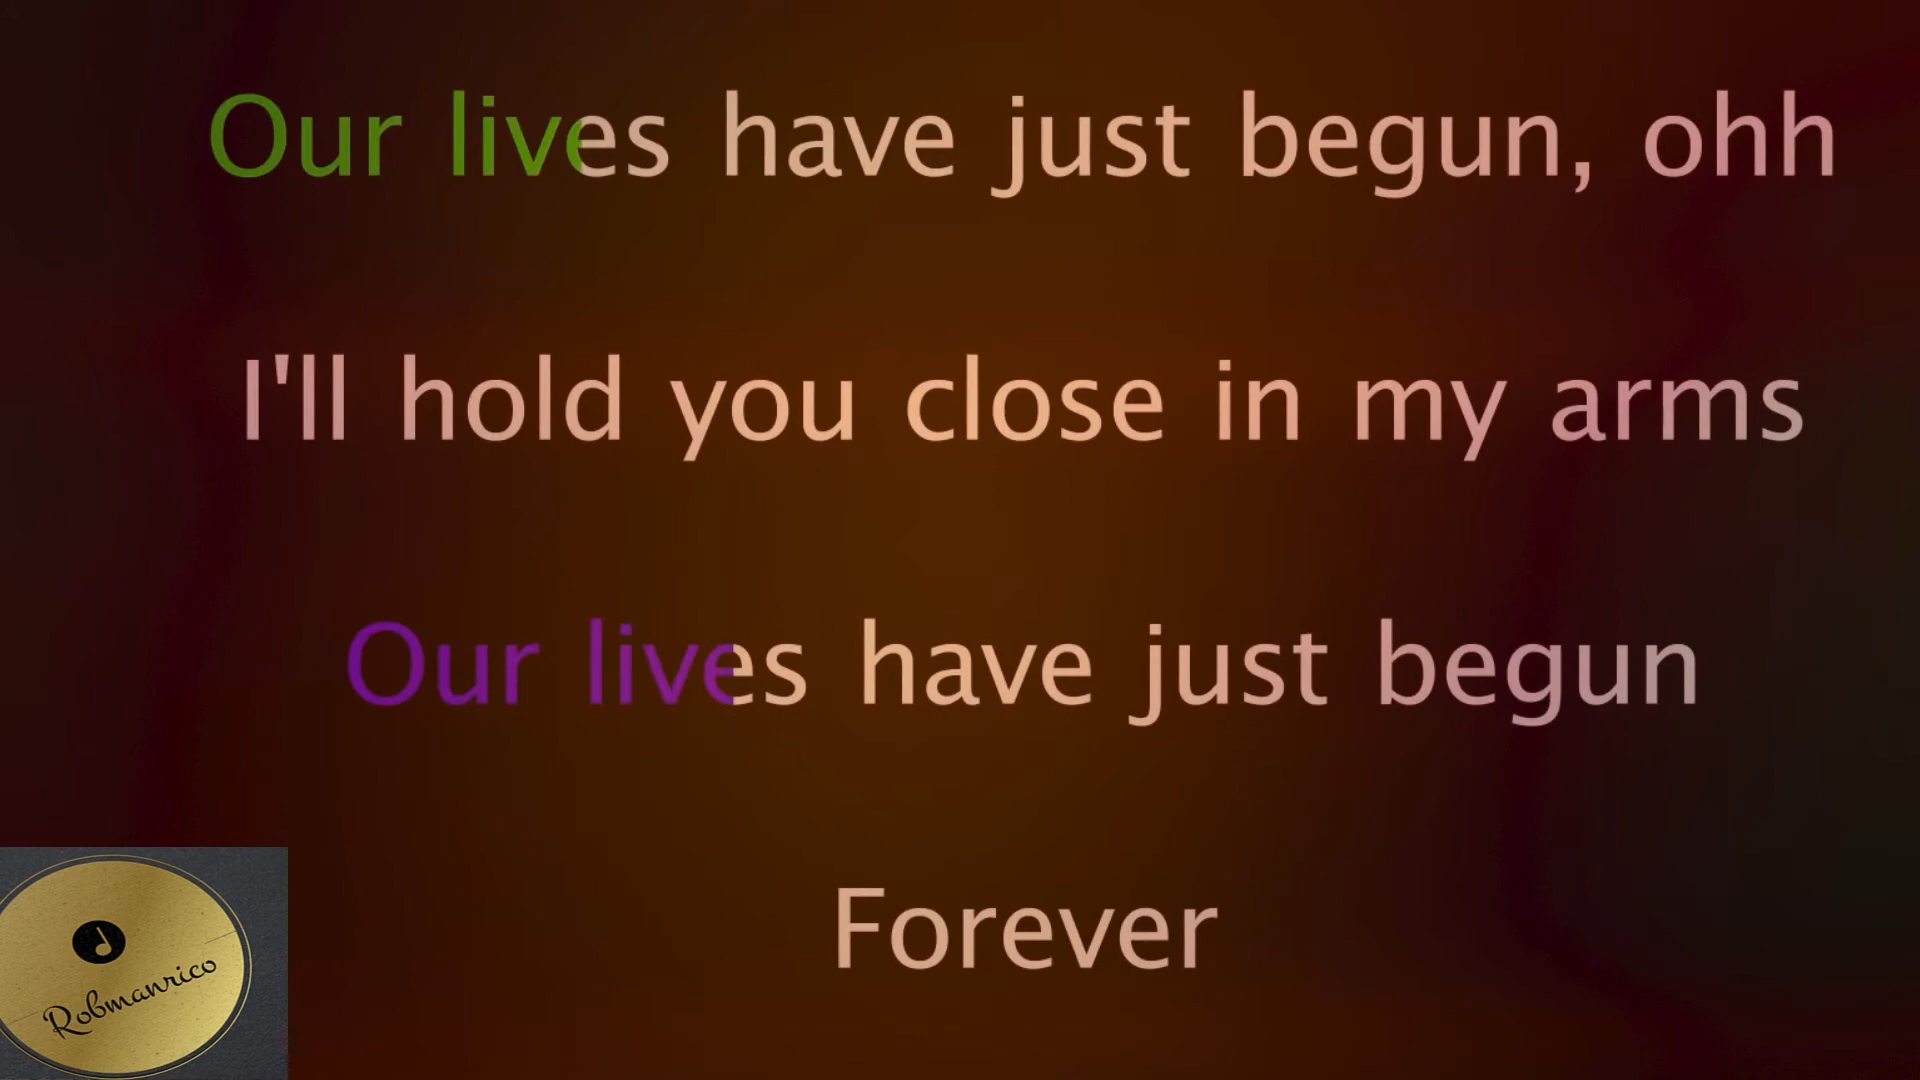 Our lives have just begun, ohh
I'll hold you close in my arms
Our lives have just begun
Forever
Robmanrico